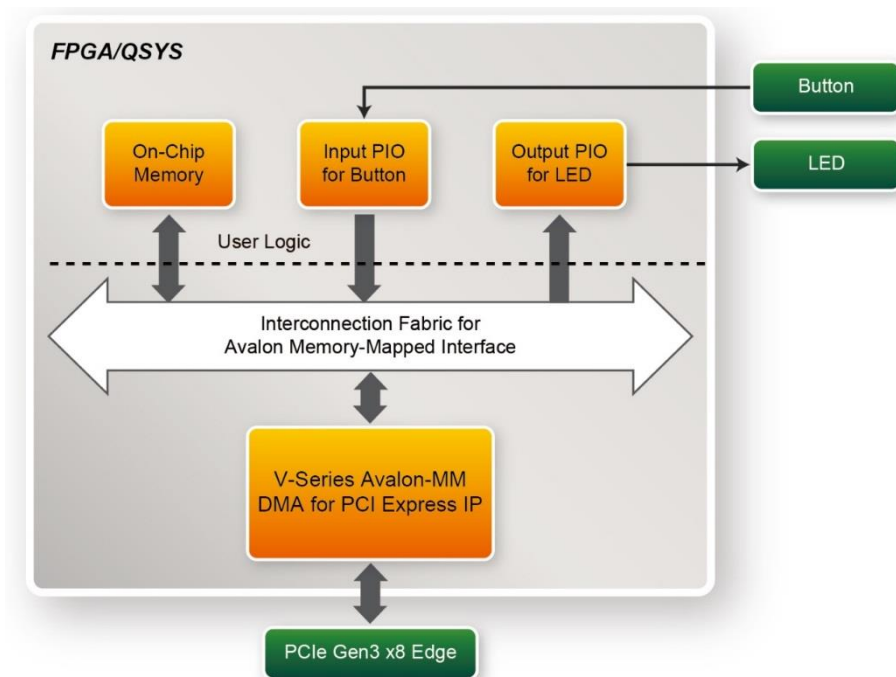 FPGA/QSYS
Button
On-Chip
Memory
Input PIO
for Button
Output PIO
for LED
LED
User Logic
Interconnection Fabric for
Avalon Memory-Mapped Interface
V-Series Avalon-MM
DMA for PCI Express IP
PCIe Gen3 x8 Edge